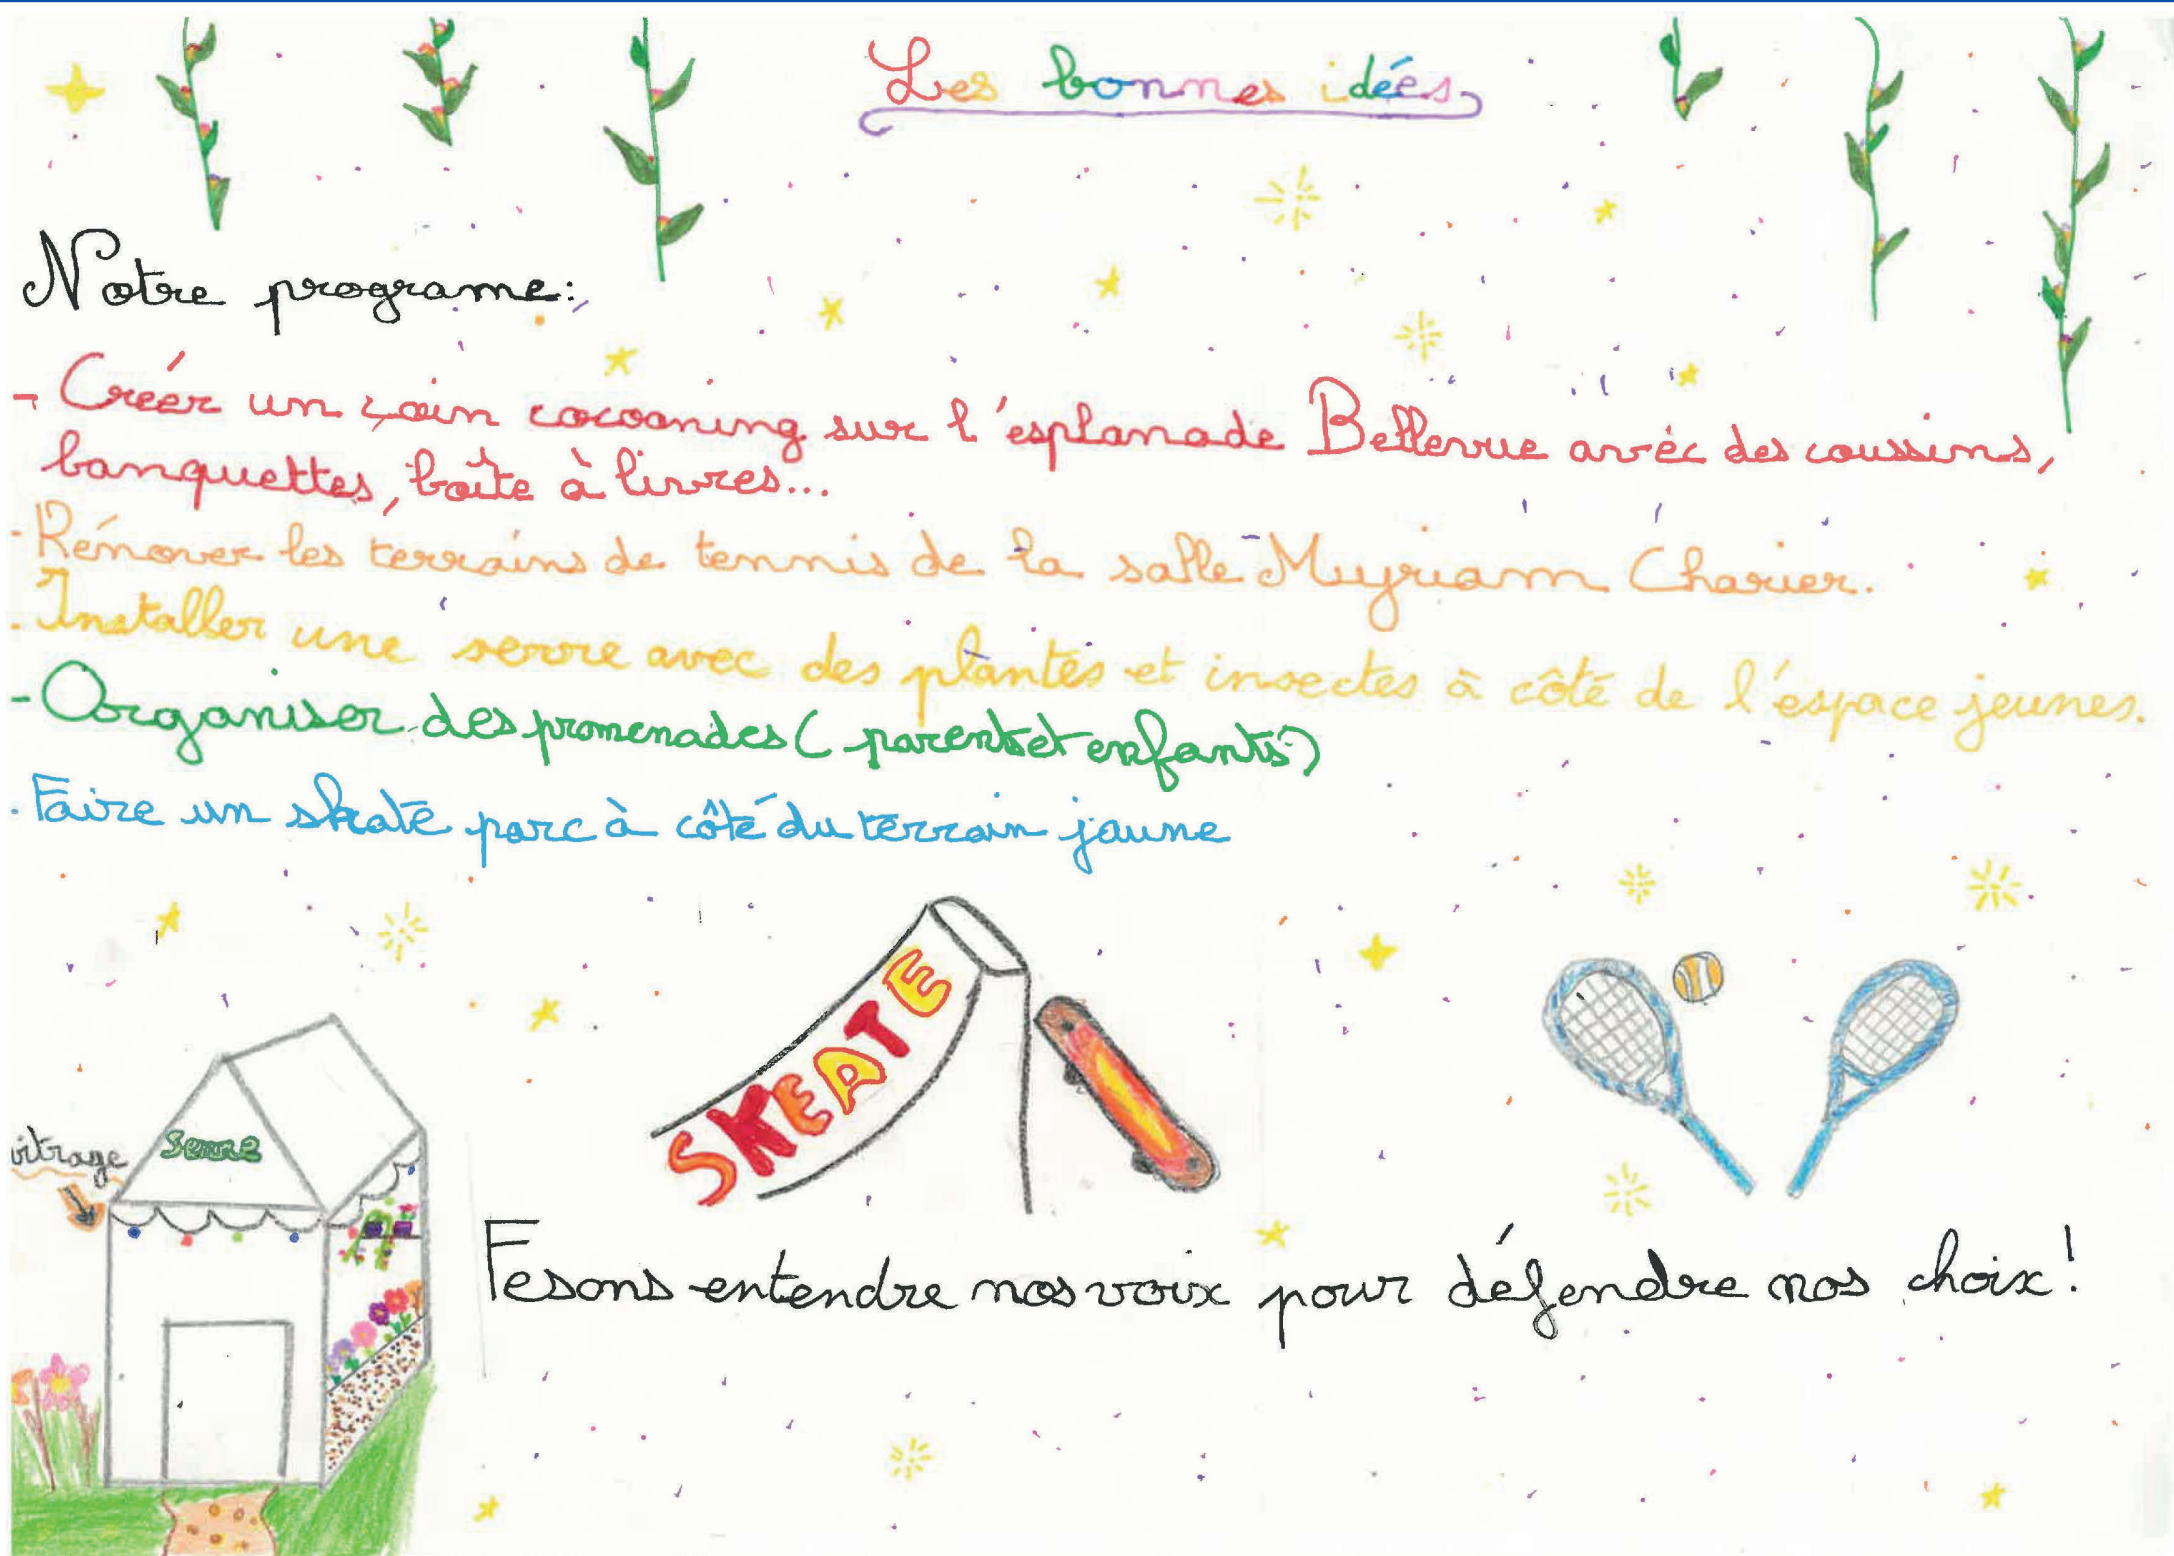 Les bonnes idées
Notre programe:
- Créer un çoin cocooning sur l'esplanade Bellevue avec des coussins,
banquettes, boîte à livres...
- Rénover les terrains de tennis de la salle Myriam Charier.
- Installer une serre avec des plantes et insectes à côté de l'espace jeunes.
- Organiser des promenades (parents et enfants)
- Faire un skate parc à côté du terrain jaune
SKEATE
vitrage
Serre
Fesons entendre nos voix pour défendre nos choix!